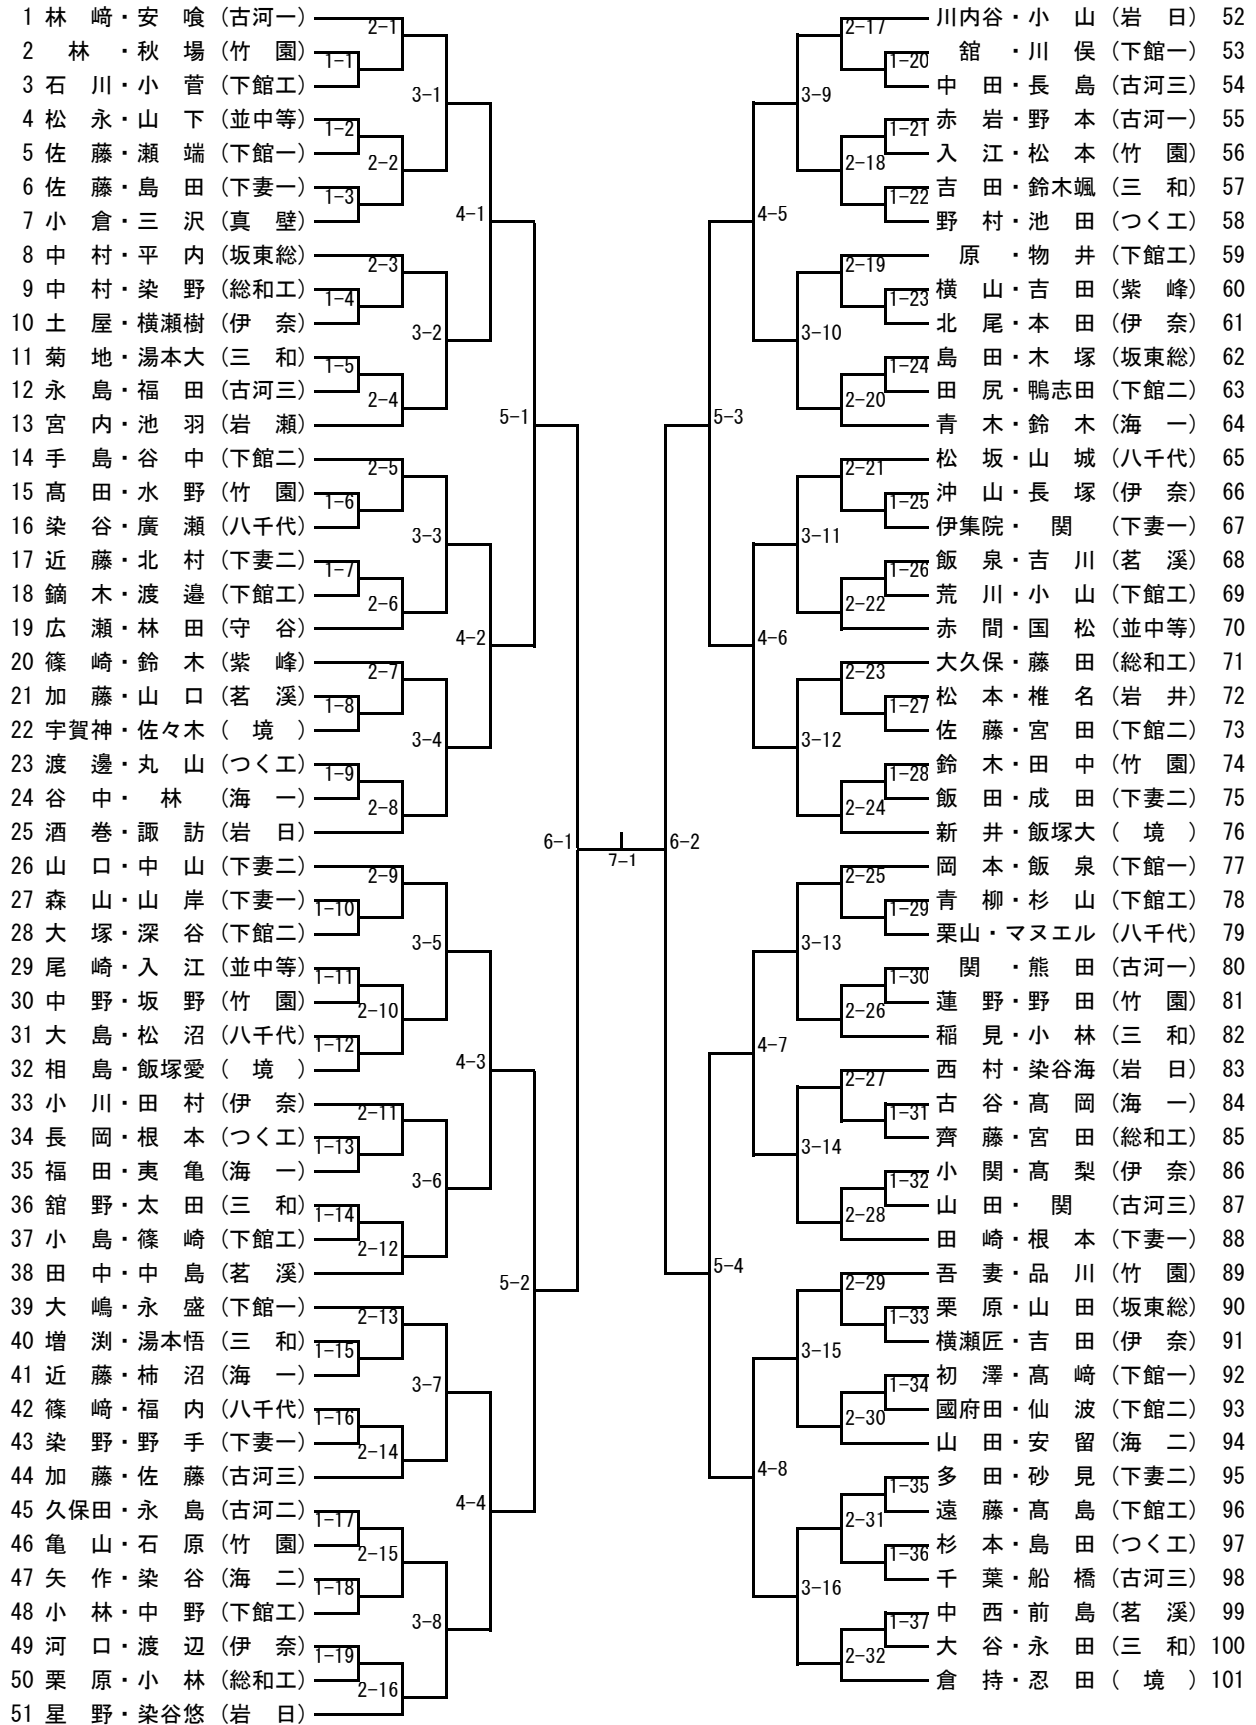 1 林　﨑・安　喰 (古河一)
2 　林　・秋　場 (竹　園)
3 石　川・小　菅 (下館工)
4 松　永・山　下 (並中等)
5 佐　藤・瀬　端 (下館一)
6 佐　藤・島　田 (下妻一)
7 小　倉・三　沢 (真　壁)
8 中　村・平　内 (坂東総)
9 中　村・染　野 (総和工)
10 土　屋・横瀬樹 (伊　奈)
11 菊　地・湯本大 (三　和)
12 永　島・福　田 (古河三)
13 宮　内・池　羽 (岩　瀬)
14 手　島・谷　中 (下館二)
15 髙　田・水　野 (竹　園)
16 染　谷・廣　瀬 (八千代)
17 近　藤・北　村 (下妻二)
18 鏑　木・渡　邉 (下館工)
19 広　瀬・林　田 (守　谷)
20 篠　崎・鈴　木 (紫　峰)
21 加　藤・山　口 (茗　溪)
22 宇賀神・佐々木 (　境　)
23 渡　邊・丸　山 (つく工)
24 谷　中・　林　 (海　一)
25 酒　巻・諏　訪 (岩　日)
26 山　口・中　山 (下妻二)
27 森　山・山　岸 (下妻一)
28 大　塚・深　谷 (下館二)
29 尾　崎・入　江 (並中等)
30 中　野・坂　野 (竹　園)
31 大　島・松　沼 (八千代)
32 相　島・飯塚愛 (　境　)
33 小　川・田　村 (伊　奈)
34 長　岡・根　本 (つく工)
35 福　田・夷　亀 (海　一)
36 舘　野・太　田 (三　和)
37 小　島・篠　崎 (下館工)
38 田　中・中　島 (茗　溪)
39 大　嶋・永　盛 (下館一)
40 増　渕・湯本悟 (三　和)
41 近　藤・柿　沼 (海　一)
42 篠　﨑・福　内 (八千代)
43 染　野・野　手 (下妻一)
44 加　藤・佐　藤 (古河三)
45 久保田・永　島 (古河二)
46 亀　山・石　原 (竹　園)
47 矢　作・染　谷 (海　二)
48 小　林・中　野 (下館工)
49 河　口・渡　辺 (伊　奈)
50 栗　原・小　林 (総和工)
51 星　野・染谷悠 (岩　日)
2-1
1-1
3-1
1-2
2-2
1-3
4-1
2-3
1-4
3-2
1-5
2-4
5-1
2-5
1-6
3-3
1-7
2-6
4-2
2-7
1-8
3-4
1-9
2-8
6-1
2-9
1-10
3-5
1-11
2-10
1-12
4-3
2-11
1-13
3-6
1-14
2-12
5-2
2-13
1-15
3-7
1-16
2-14
4-4
1-17
2-15
1-18
3-8
1-19
2-16
7-1
2-17
1-20
3-9
1-21
2-18
1-22
4-5
2-19
1-23
3-10
1-24
2-20
5-3
2-21
1-25
3-11
1-26
2-22
4-6
2-23
1-27
3-12
1-28
2-24
6-2
2-25
1-29
3-13
1-30
2-26
4-7
2-27
1-31
3-14
1-32
2-28
5-4
2-29
1-33
3-15
1-34
2-30
4-8
1-35
2-31
1-36
3-16
1-37
2-32
川内谷・小　山 (岩　日) 52
　舘　・川　俣 (下館一) 53
中　田・長　島 (古河三) 54
赤　岩・野　本 (古河一) 55
入　江・松　本 (竹　園) 56
吉　田・鈴木颯 (三　和) 57
野　村・池　田 (つく工) 58
　原　・物　井 (下館工) 59
横　山・吉　田 (紫　峰) 60
北　尾・本　田 (伊　奈) 61
島　田・木　塚 (坂東総) 62
田　尻・鴨志田 (下館二) 63
青　木・鈴　木 (海　一) 64
松　坂・山　城 (八千代) 65
沖　山・長　塚 (伊　奈) 66
伊集院・　関　 (下妻一) 67
飯　泉・吉　川 (茗　溪) 68
荒　川・小　山 (下館工) 69
赤　間・国　松 (並中等) 70
大久保・藤　田 (総和工) 71
松　本・椎　名 (岩　井) 72
佐　藤・宮　田 (下館二) 73
鈴　木・田　中 (竹　園) 74
飯　田・成　田 (下妻二) 75
新　井・飯塚大 (　境　) 76
岡　本・飯　泉 (下館一) 77
青　柳・杉　山 (下館工) 78
栗山・マヌエル (八千代) 79
　関　・熊　田 (古河一) 80
蓮　野・野　田 (竹　園) 81
稲　見・小　林 (三　和) 82
西　村・染谷海 (岩　日) 83
古　谷・髙　岡 (海　一) 84
齊　藤・宮　田 (総和工) 85
小　関・髙　梨 (伊　奈) 86
山　田・　関　 (古河三) 87
田　崎・根　本 (下妻一) 88
吾　妻・品　川 (竹　園) 89
栗　原・山　田 (坂東総) 90
横瀬匠・吉　田 (伊　奈) 91
初　澤・髙　﨑 (下館一) 92
國府田・仙　波 (下館二) 93
山　田・安　留 (海　二) 94
多　田・砂　見 (下妻二) 95
遠　藤・髙　島 (下館工) 96
杉　本・島　田 (つく工) 97
千　葉・船　橋 (古河三) 98
中　西・前　島 (茗　溪) 99
大　谷・永　田 (三　和) 100
倉　持・忍　田 (　境　) 101